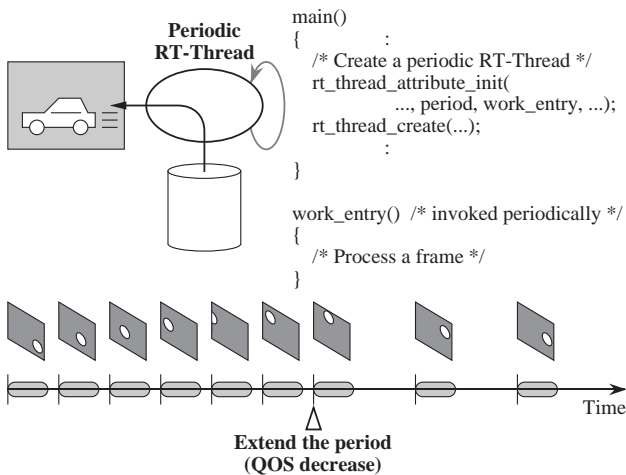 Periodic
RT-Thread
main()
{ :
/* Create a periodic RT-Thread */
rt_thread_attribute_init(
..., period, work_entry, ...);
rt_thread_create(...);
:
}
work_entry() /* invoked periodically */
{
/* Process a frame */
}
Time
Extend the period
(QOS decrease)